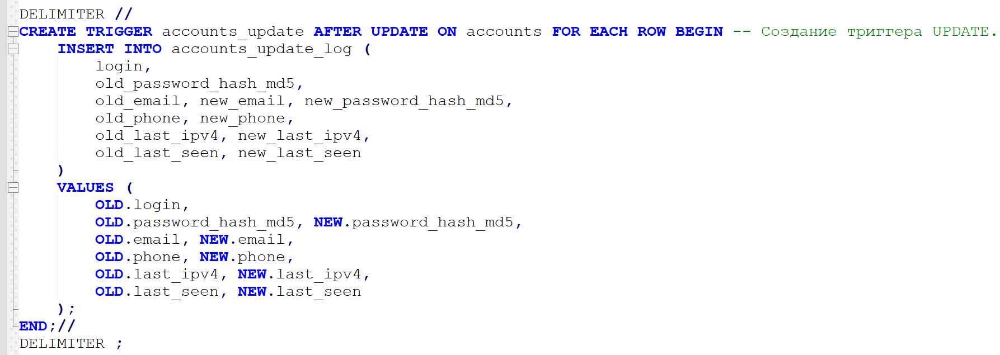 DELIMITER //
CREATE TRIGGER accounts_update AFTER UPDATE ON accounts FOR EACH ROW BEGIN -- Создание триггера UPDATE.
    INSERT INTO accounts_update_log (
        login,
        old_password_hash_md5,
        old_email, new_email, new_password_hash_md5,
        old_phone, new_phone,
        old_last_ipv4, new_last_ipv4,
        old_last_seen, new_last_seen
    )
    VALUES (
        OLD.login,
        OLD.password_hash_md5, NEW.password_hash_md5,
        OLD.email, NEW.email,
        OLD.phone, NEW.phone,
        OLD.last_ipv4, NEW.last_ipv4,
        OLD.last_seen, NEW.last_seen
    );
END;//
DELIMITER ;